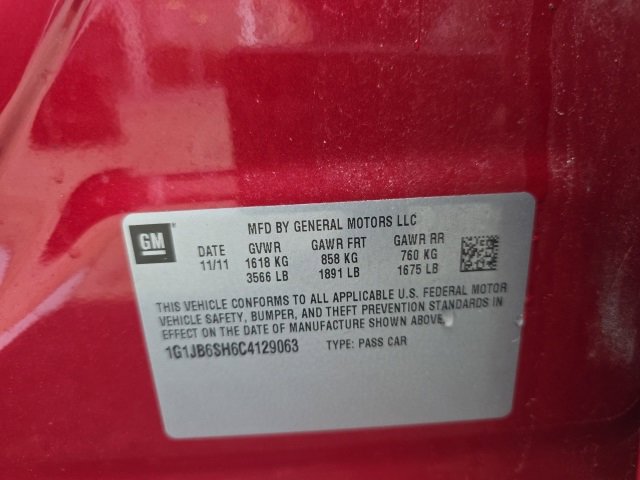 MFD BY GENERAL MOTORS LLC
GM
DATE GVWR GAWR FRT GAWR RR
11/11 1618 KG 858 KG 760 KG
3566 LB 1891 LB 1675 LB
THIS VEHICLE CONFORMS TO ALL APPLICABLE U.S. FEDERAL MOTOR
VEHICLE SAFETY, BUMPER, AND THEFT PREVENTION STANDARDS IN
EFFECT ON THE DATE OF MANUFACTURE SHOWN ABOVE.
1G1JB6SH6C4129063 TYPE: PASS CAR